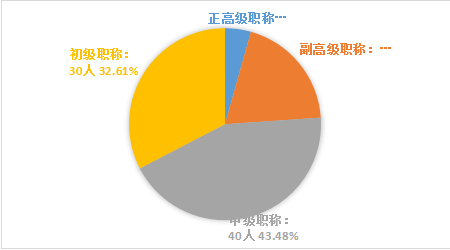 正高级职称…
副高级职称：…
初级职称：
30人 32.61%
中级职称：
40人 43.48%